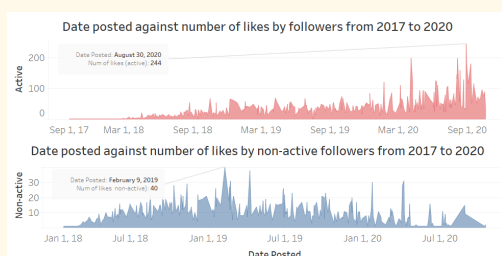 Date posted against number of likes by followers from 2017 to 2020
Date Posted: August 30, 2020
Num of likes (active): 244
Active
200
100
0
Sep 1, 17 Mar 1, 18 Sep 1, 18 Mar 1, 19 Sep 1, 19 Mar 1, 20 Sep 1, 20
Date posted against number of likes by non-active followers from 2017 to 2020
Date Posted: February 9, 2019
Num of likes (non-active): 40
Non-active
30
20
10
Jan 1, 18 Jul 1, 18 Jan 1, 19 Jul 1, 19 Jan 1, 20 Jul 1, 20
Date Posted